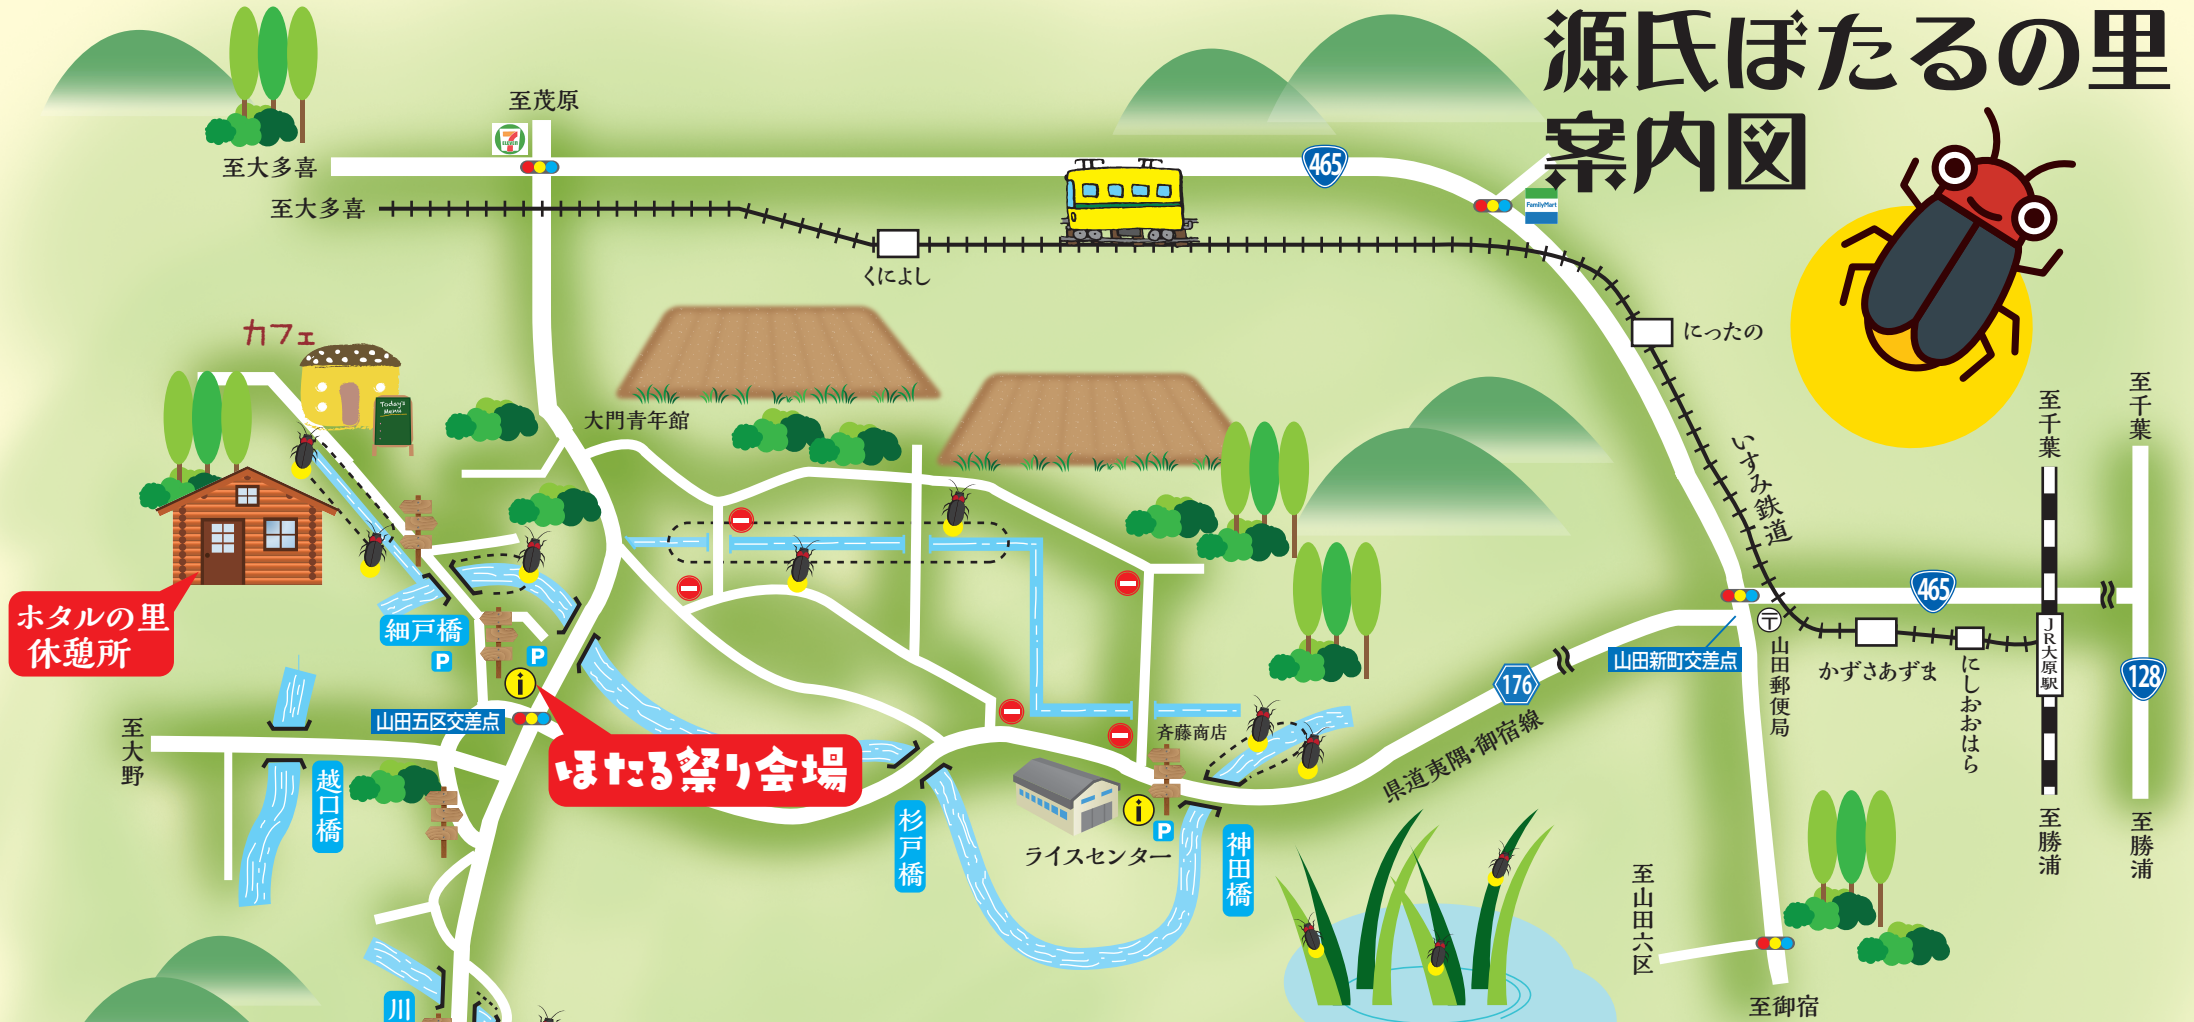 源氏ぼたるの里
案内図
至茂原
7
ELEVEN
至大多喜
至大多喜
465
FamilyMart
くによし
にったの
カフェ
Today's
Menu
大門青年館
いすみ鉄道
至千葉
至千葉
ホタルの里
休憩所
細戸橋
P
P
i
山田五区交差点
ほたる祭り会場
至大野
越口橋
川
杉戸橋
ライスセンター
i
P
斉藤商店
神田橋
県道夷隅・御宿線
176
山田新町交差点
〒
山田郵便局
465
かずさあずま
にしおおはら
JR大原駅
128
至勝浦
至勝浦
至山田六区
至御宿